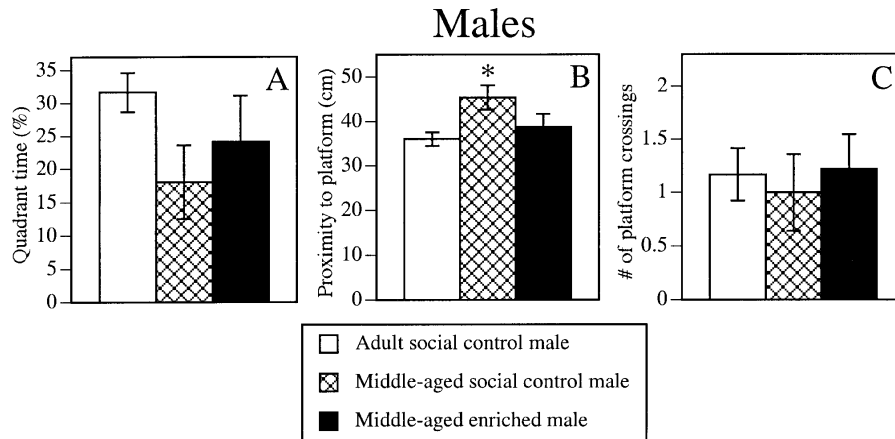 Males
A
Quadrant time (%)
35
30
25
20
15
10
5
0
B
*
Proximity to platform (cm)
50
40
30
20
10
0
C
# of platform crossings
2
1.5
1
0.5
0
Adult social control male
Middle-aged social control male
Middle-aged enriched male